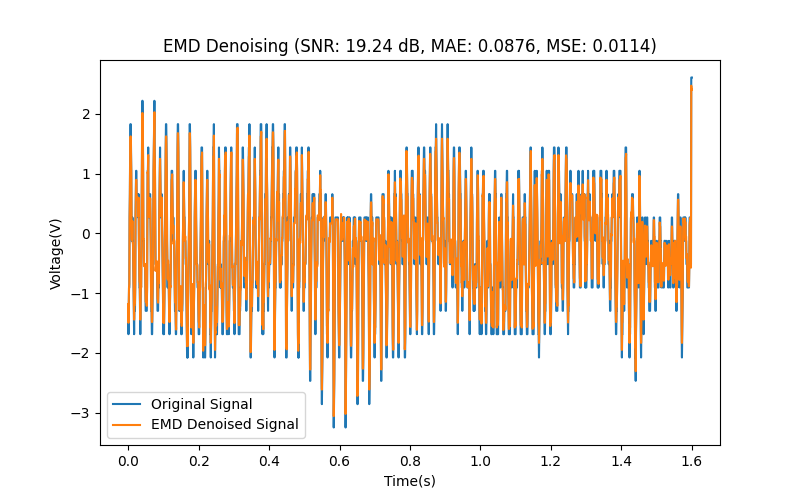 EMD Denoising (SNR: 19.24 dB, MAE: 0.0876, MSE: 0.0114)
Voltage(V)
2
1
0
−1
−2
−3
Original Signal
EMD Denoised Signal
0.0 0.2 0.4 0.6 0.8 1.0 1.2 1.4 1.6
Time(s)